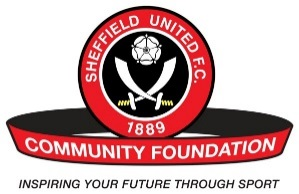 SHEFFIELD UNITED F.C.
1889
COMMUNITY FOUNDATION
INSPIRING YOUR FUTURE THROUGH SPORT